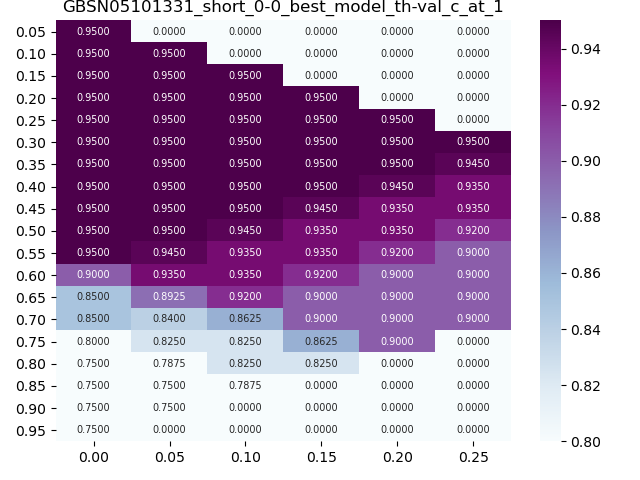 GBSN05101331_short_0-0_best_model_th-val_c_at_1
0.05 0.9500 0.0000 0.0000 0.0000 0.0000 0.0000
0.10 0.9500 0.9500 0.0000 0.0000 0.0000 0.0000
0.15 0.9500 0.9500 0.9500 0.0000 0.0000 0.0000
0.20 0.9500 0.9500 0.9500 0.9500 0.0000 0.0000
0.25 0.9500 0.9500 0.9500 0.9500 0.9500 0.0000
0.30 0.9500 0.9500 0.9500 0.9500 0.9500 0.9500
0.35 0.9500 0.9500 0.9500 0.9500 0.9500 0.9450
0.40 0.9500 0.9500 0.9500 0.9500 0.9450 0.9350
0.45 0.9500 0.9500 0.9500 0.9450 0.9350 0.9350
0.50 0.9500 0.9500 0.9450 0.9350 0.9350 0.9200
0.55 0.9500 0.9450 0.9350 0.9350 0.9200 0.9000
0.60 0.9000 0.9350 0.9350 0.9200 0.9000 0.9000
0.65 0.8500 0.8925 0.9200 0.9000 0.9000 0.9000
0.70 0.8500 0.8400 0.8625 0.9000 0.9000 0.9000
0.75 0.8000 0.8250 0.8250 0.8625 0.9000 0.0000
0.80 0.7500 0.7875 0.8250 0.8250 0.0000 0.0000
0.85 0.7500 0.7500 0.7875 0.0000 0.0000 0.0000
0.90 0.7500 0.7500 0.0000 0.0000 0.0000 0.0000
0.95 0.7500 0.0000 0.0000 0.0000 0.0000 0.0000
0.00 0.05 0.10 0.15 0.20 0.25
0.94
0.92
0.90
0.88
0.86
0.84
0.82
0.80